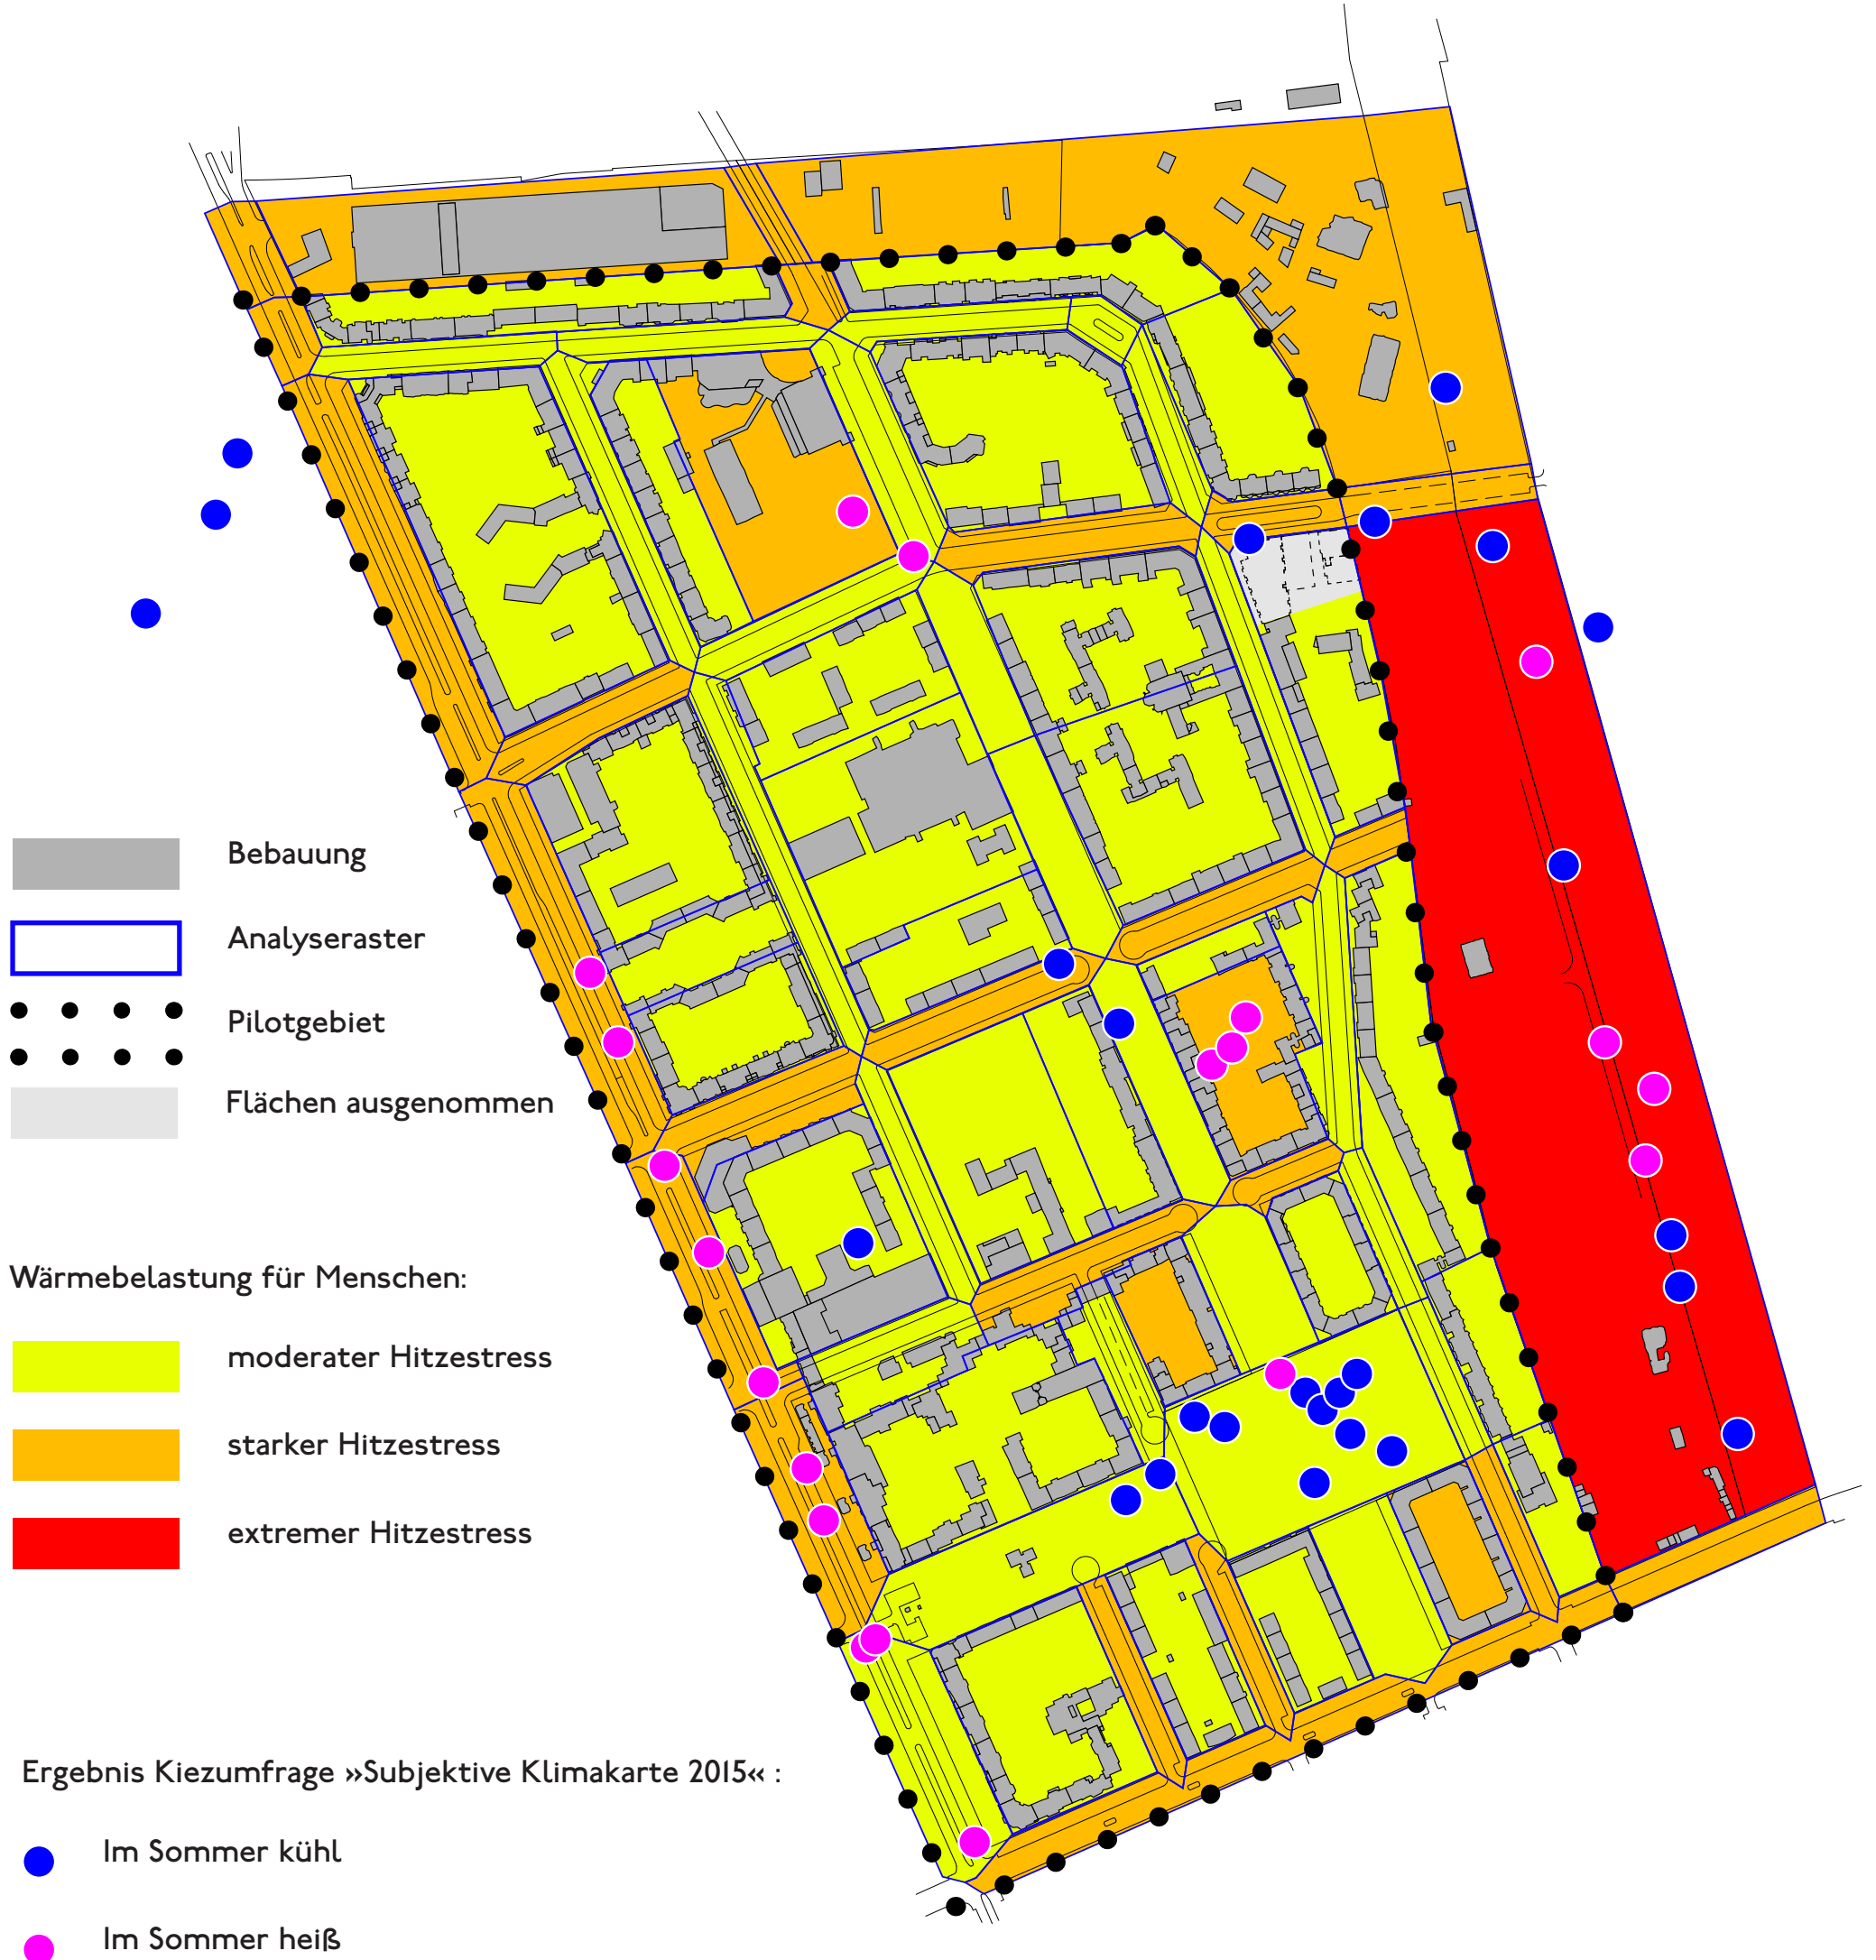 Bebauung
Analyseraster
Pilotgebiet
Flächen ausgenommen
Wärmebelastung für Menschen:
moderater Hitzestress
starker Hitzestress
extremer Hitzestress
Ergebnis Kiezumfrage »Subjektive Klimakarte 2015« :
Im Sommer kühl
Im Sommer heiß